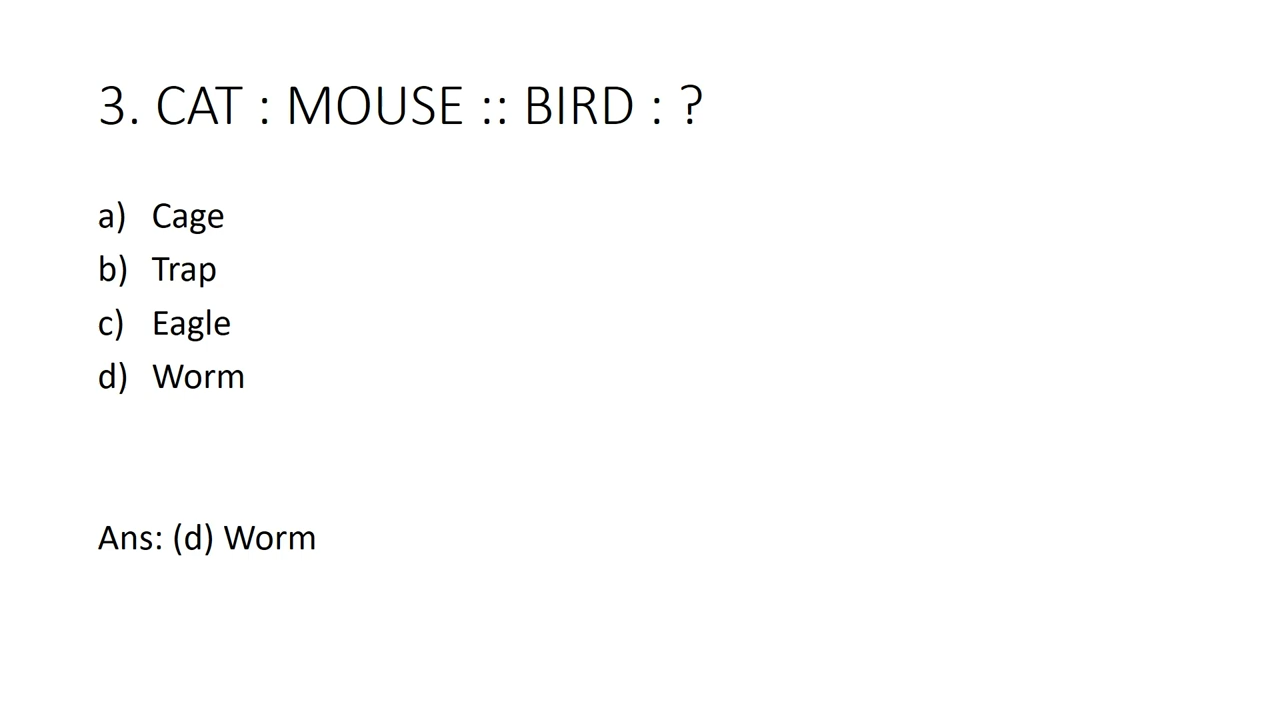 3. CAT : MOUSE :: BIRD : ?
a) Cage
b) Trap
c) Eagle
d) Worm
Ans: (d) Worm